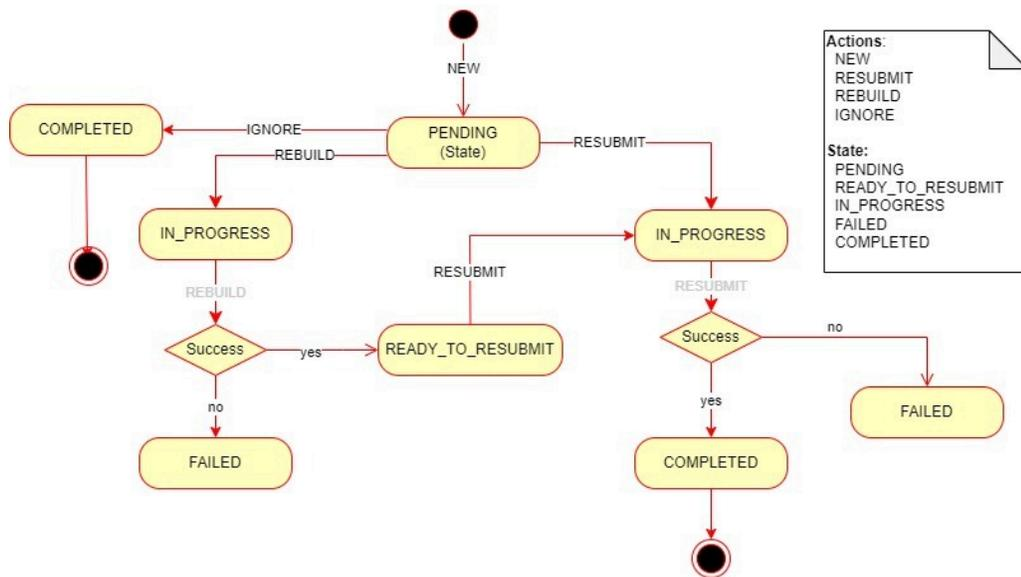 NEW
Actions:
NEW
RESUBMIT
REBUILD
IGNORE
State:
PENDING
READY_TO_RESUBMIT
IN_PROGRESS
FAILED
COMPLETED
COMPLETED
IGNORE
PENDING
(State)
RESUBMIT
REBUILD
IN_PROGRESS
IN_PROGRESS
RESUBMIT
REBUILD
RESUBMIT
Success
yes
READY_TO_RESUBMIT
Success
no
no
yes
FAILED
FAILED
COMPLETED